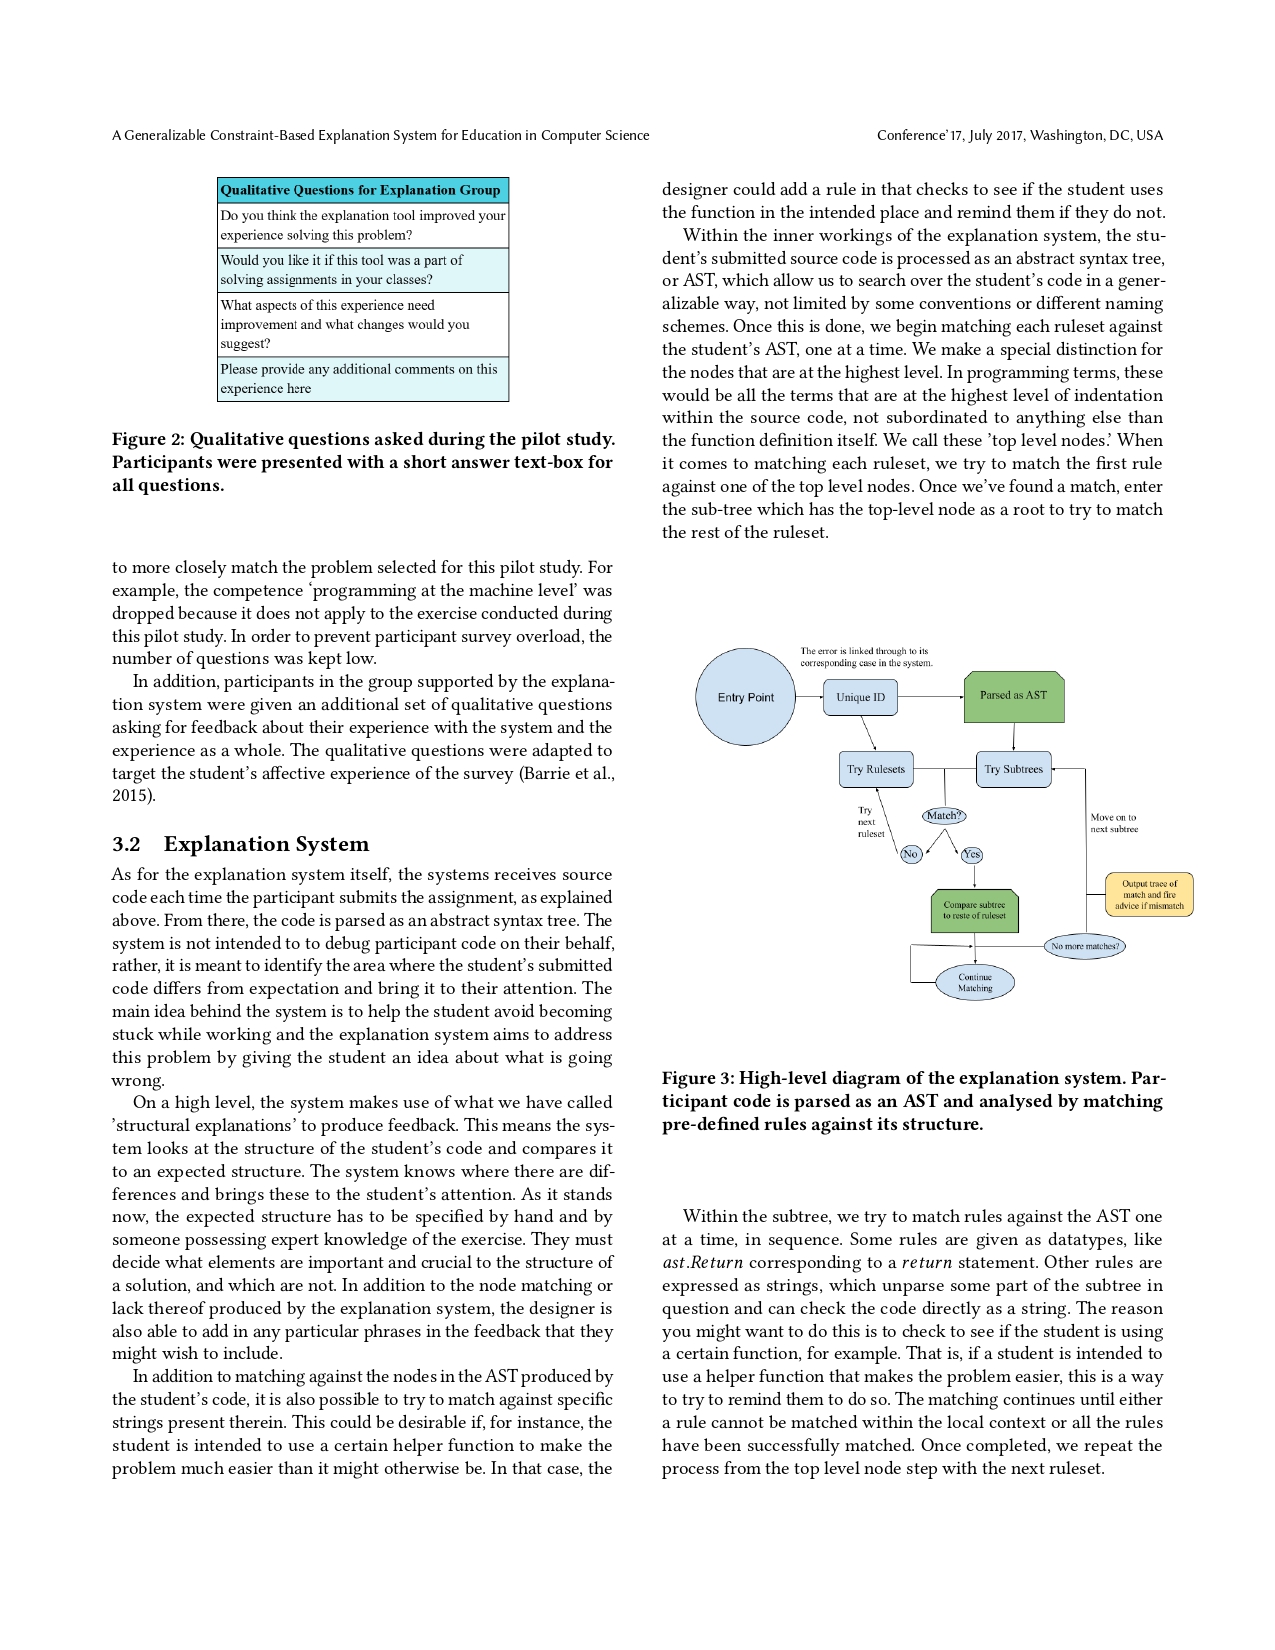 A Generalizable Constraint-Based Explanation System for Education in Computer Science
Conference'17, July 2017, Washington, DC, USA
Qualitative Questions for Explanation Group
Do you think the explanation tool improved your
experience solving this problem?
Would you like it if this tool was a part of
solving assignments in your classes?
What aspects of this experience need
improvement and what changes would you
suggest?
Please provide any additional comments on this
experience here
Figure 2: Qualitative questions asked during the pilot study.
Participants were presented with a short answer text-box for
all questions.
to more closely match the problem selected for this pilot study. For
example, the competence 'programming at the machine level' was
dropped because it does not apply to the exercise conducted during
this pilot study. In order to prevent participant survey overload, the
number of questions was kept low.
In addition, participants in the group supported by the explana-
tion system were given an additional set of qualitative questions
asking for feedback about their experience with the system and the
experience as a whole. The qualitative questions were adapted to
target the student's affective experience of the survey (Barrie et al.,
2015).
3.2 Explanation System
As for the explanation system itself, the systems receives source
code each time the participant submits the assignment, as explained
above. From there, the code is parsed as an abstract syntax tree. The
system is not intended to to debug participant code on their behalf,
rather, it is meant to identify the area where the student's submitted
code differs from expectation and bring it to their attention. The
main idea behind the system is to help the student avoid becoming
stuck while working and the explanation system aims to address
this problem by giving the student an idea about what is going
wrong.
On a high level, the system makes use of what we have called
'structural explanations' to produce feedback. This means the sys-
tem looks at the structure of the student's code and compares it
to an expected structure. The system knows where there are dif-
ferences and brings these to the student's attention. As it stands
now, the expected structure has to be specified by hand and by
someone possessing expert knowledge of the exercise. They must
decide what elements are important and crucial to the structure of
a solution, and which are not. In addition to the node matching or
lack thereof produced by the explanation system, the designer is
also able to add in any particular phrases in the feedback that they
might wish to include.
In addition to matching against the nodes in the AST produced by
the student's code, it is also possible to try to match against specific
strings present therein. This could be desirable if, for instance, the
student is intended to use a certain helper function to make the
problem much easier than it might otherwise be. In that case, the
designer could add a rule in that checks to see if the student uses
the function in the intended place and remind them if they do not.
Within the inner workings of the explanation system, the stu-
dent's submitted source code is processed as an abstract syntax tree,
or AST, which allow us to search over the student's code in a gener-
alizable way, not limited by some conventions or different naming
schemes. Once this is done, we begin matching each ruleset against
the student's AST, one at a time. We make a special distinction for
the nodes that are at the highest level. In programming terms, these
would be all the terms that are at the highest level of indentation
within the source code, not subordinated to anything else than
the function definition itself. We call these 'top level nodes.' When
it comes to matching each ruleset, we try to match the first rule
against one of the top level nodes. Once we've found a match, enter
the sub-tree which has the top-level node as a root to try to match
the rest of the ruleset.
The error is linked through to its
corresponding case in the system.
Entry Point
Unique ID
Parsed as AST
Try Rulesets
Try Subtrees
Try
next
ruleset
Match?
Move on to
next subtree
No
Yes
Output trace of
match and fire
advice if mismatch
Compare subtree
to reste of ruleset
No more matches?
Continue
Matching
Figure 3: High-level diagram of the explanation system. Par-
ticipant code is parsed as an AST and analysed by matching
pre-defined rules against its structure.
Within the subtree, we try to match rules against the AST one
at a time, in sequence. Some rules are given as datatypes, like
ast.Return corresponding to a return statement. Other rules are
expressed as strings, which unparse some part of the subtree in
question and can check the code directly as a string. The reason
you might want to do this is to check to see if the student is using
a certain function, for example. That is, if a student is intended to
use a helper function that makes the problem easier, this is a way
to try to remind them to do so. The matching continues until either
a rule cannot be matched within the local context or all the rules
have been successfully matched. Once completed, we repeat the
process from the top level node step with the next ruleset.